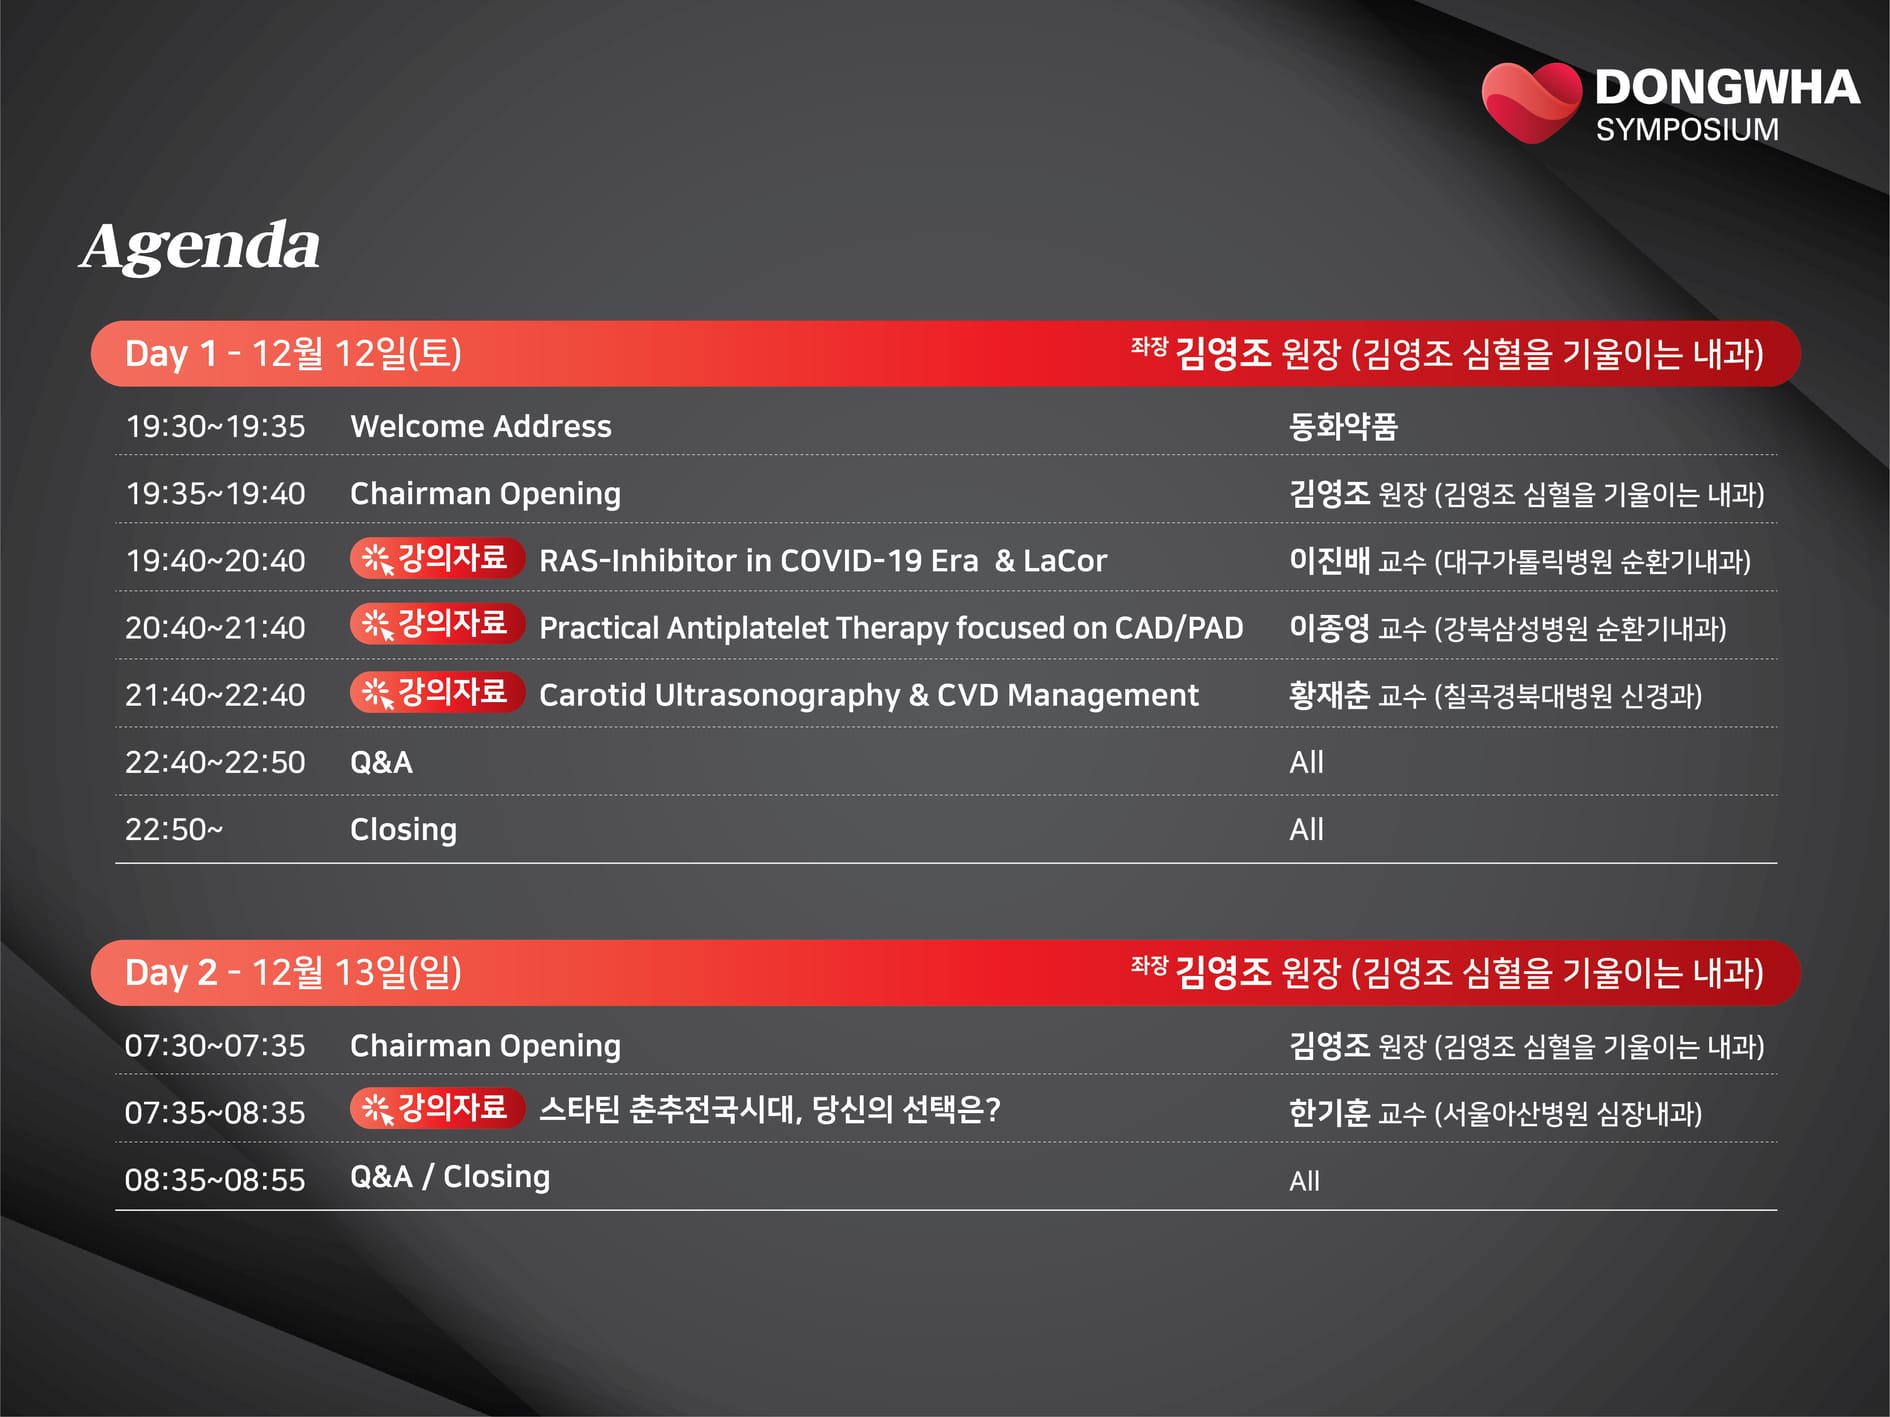 DONGWHA
SYMPOSIUM
Agenda
Day 1 - 12월 12일(토) 좌장 김영조 원장 (김영조 심혈을 기울이는 내과)
19:30~19:35 Welcome Address 동화약품
19:35~19:40 Chairman Opening 김영조 원장 (김영조 심혈을 기울이는 내과)
19:40~20:40 강의자료 RAS-Inhibitor in COVID-19 Era & LaCor 이진배 교수 (대구가톨릭병원 순환기내과)
20:40~21:40 강의자료 Practical Antiplatelet Therapy focused on CAD/PAD 이종영 교수 (강북삼성병원 순환기내과)
21:40~22:40 강의자료 Carotid Ultrasonography & CVD Management 황재춘 교수 (칠곡경북대병원 신경과)
22:40~22:50 Q&A All
22:50~ Closing All
Day 2 - 12월 13일(일) 좌장 김영조 원장 (김영조 심혈을 기울이는 내과)
07:30~07:35 Chairman Opening 김영조 원장 (김영조 심혈을 기울이는 내과)
07:35~08:35 강의자료 스타틴 춘추전국시대, 당신의 선택은? 한기훈 교수 (서울아산병원 심장내과)
08:35~08:55 Q&A / Closing All